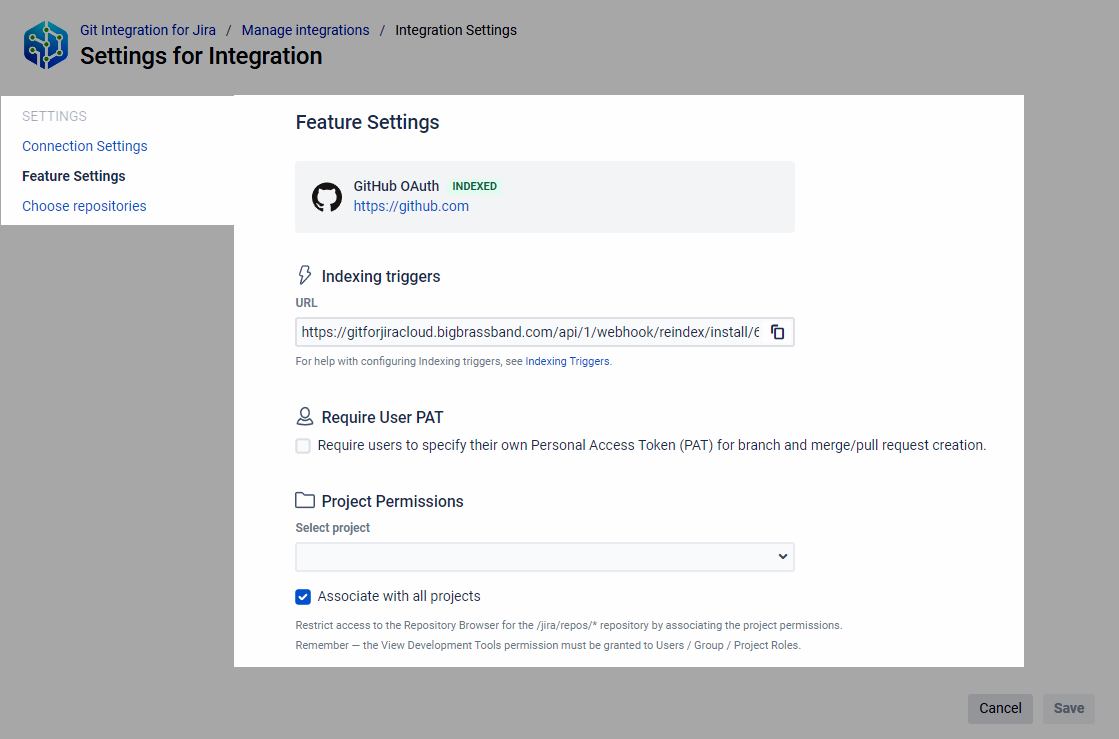 Git Integration for Jira / Manage integrations / Integration Settings
Settings for Integration
SETTINGS
Connection Settings
Feature Settings
Choose repositories
Feature Settings
GitHub OAuth INDEXED
https://github.com
Indexing triggers
URL
https://gitforjiracloud.bigbrassband.com/api/1/webhook/reindex/install/6
For help with configuring Indexing triggers, see Indexing Triggers.
Require User PAT
Require users to specify their own Personal Access Token (PAT) for branch and merge/pull request creation.
Project Permissions
Select project
Associate with all projects
Restrict access to the Repository Browser for the /jira/repos/* repository by associating the project permissions.
Remember — the View Development Tools permission must be granted to Users / Group / Project Roles.
Cancel Save